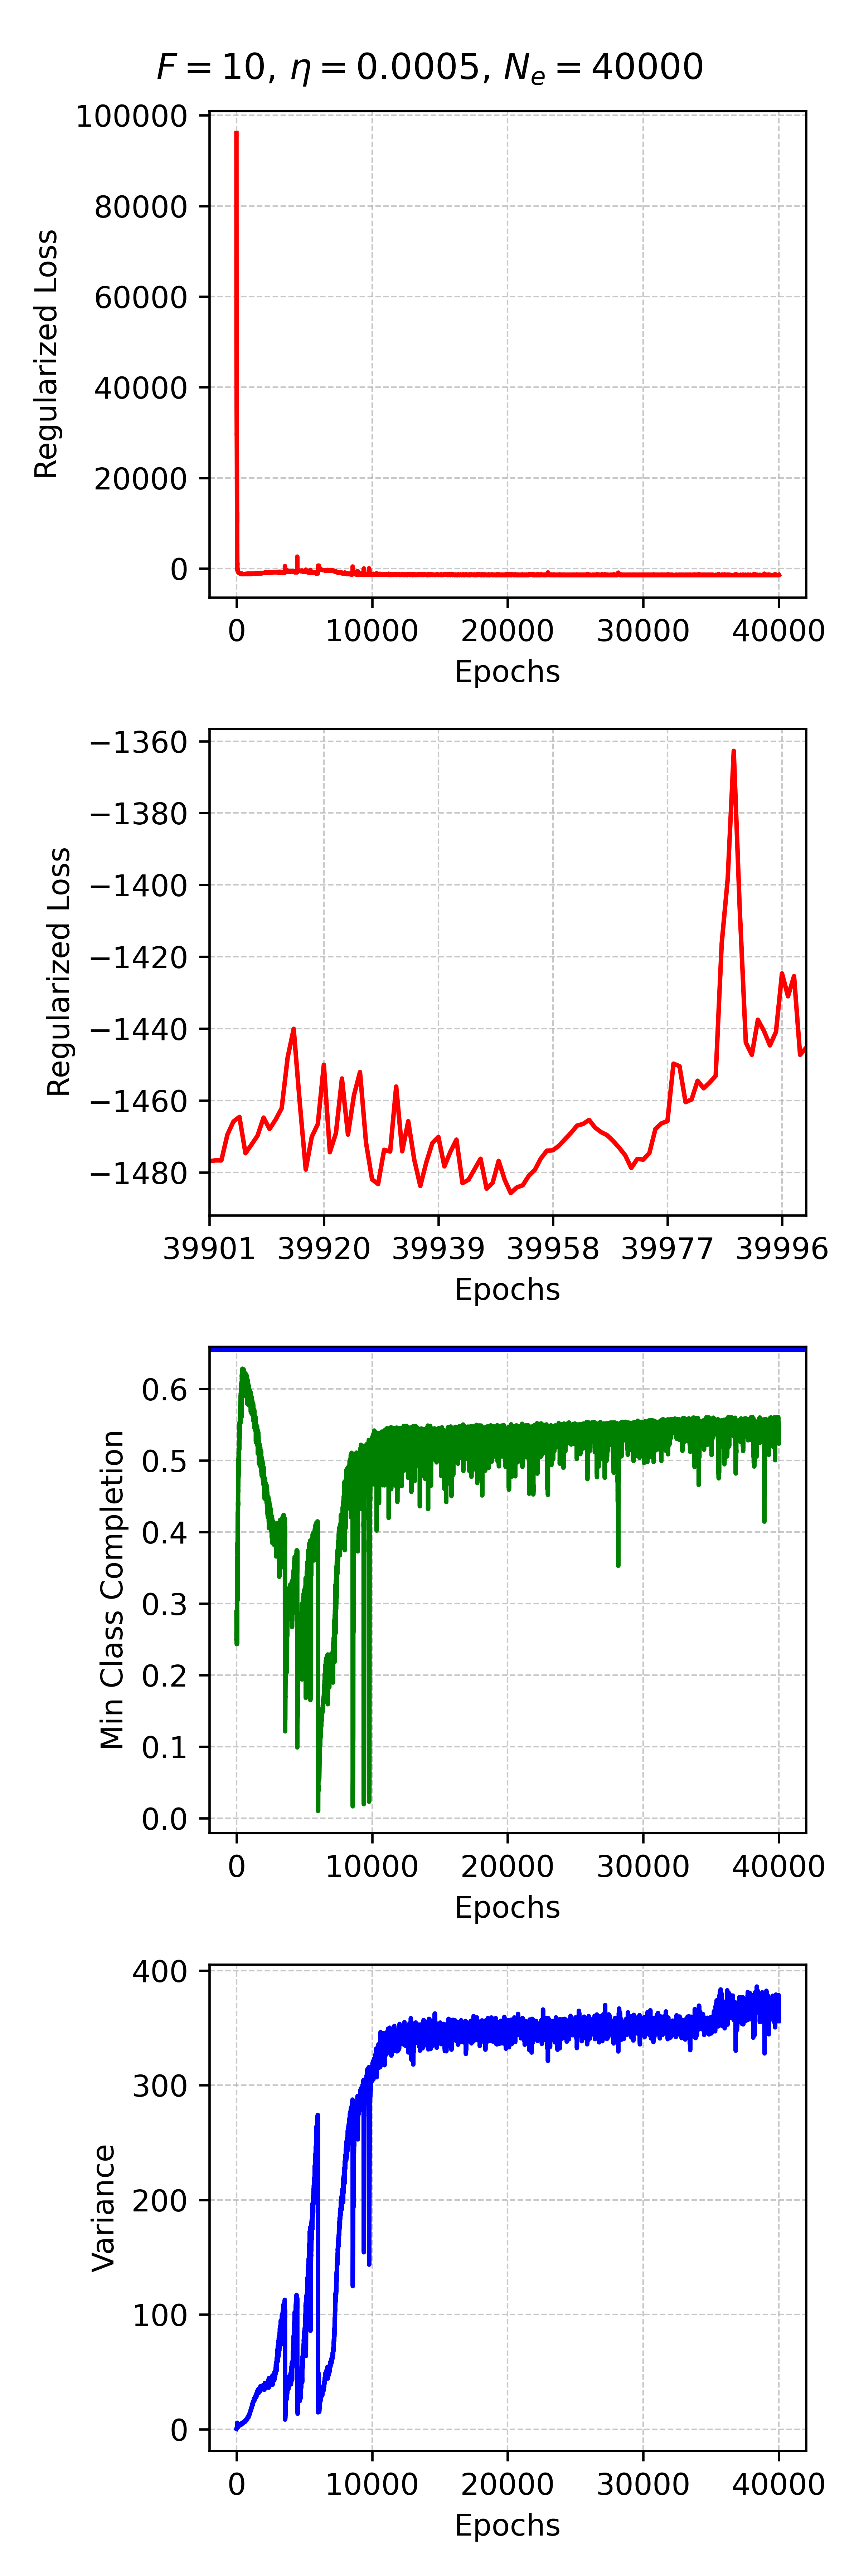 F = 10, η = 0.0005, Nₑ = 40000
100000
80000
60000
40000
20000
0
Regularized Loss
0 10000 20000 30000 40000
Epochs
−1360
−1380
−1400
−1420
−1440
−1460
−1480
Regularized Loss
39901 39920 39939 39958 39977 39996
Epochs
0.6
0.5
0.4
0.3
0.2
0.1
0.0
Min Class Completion
0 10000 20000 30000 40000
Epochs
400
300
200
100
0
Variance
0 10000 20000 30000 40000
Epochs